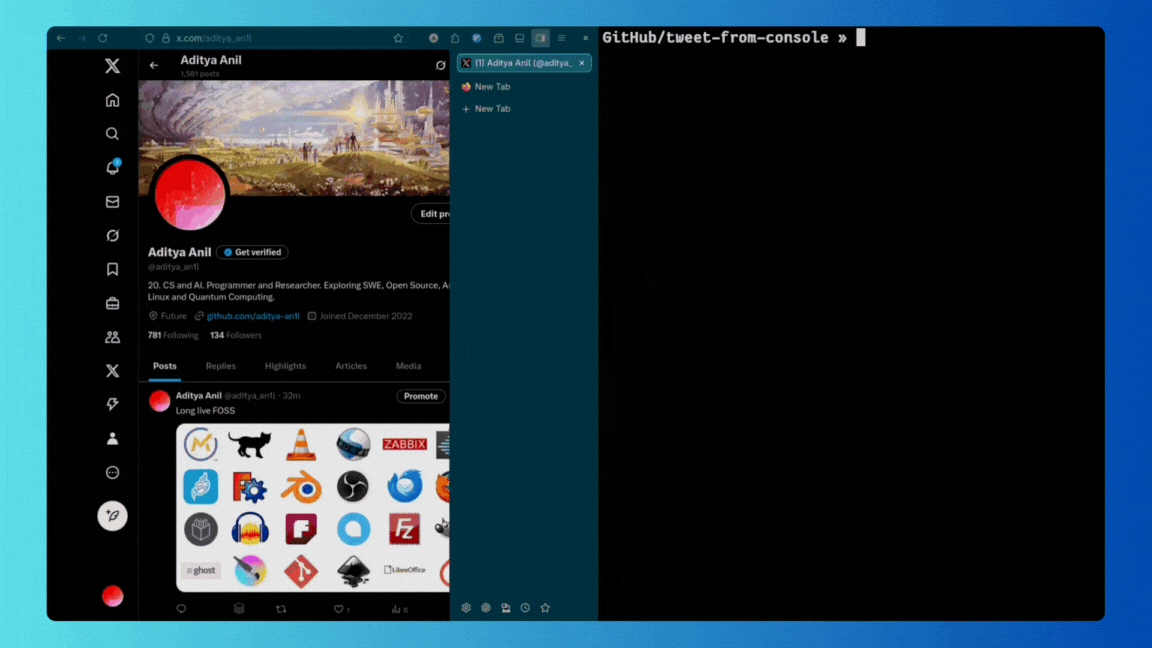 x.com/aditya_an1l
GitHub/tweet-from-console »
Aditya Anil
1,581 posts
(1) Aditya Anil (@aditya_
New Tab
New Tab
Edit pr
Aditya Anil
Get verified
@aditya_an1l
20. CS and AI. Programmer and Researcher. Exploring SWE, Open Source, A
Linux and Quantum Computing.
Future github.com/aditya-an1l Joined December 2022
781 Following 134 Followers
Posts Replies Highlights Articles Media
Aditya Anil @aditya_an1l · 32m
Promote
Long live FOSS
ZABBIX
FZ
ghost
LibreOffice
1
6